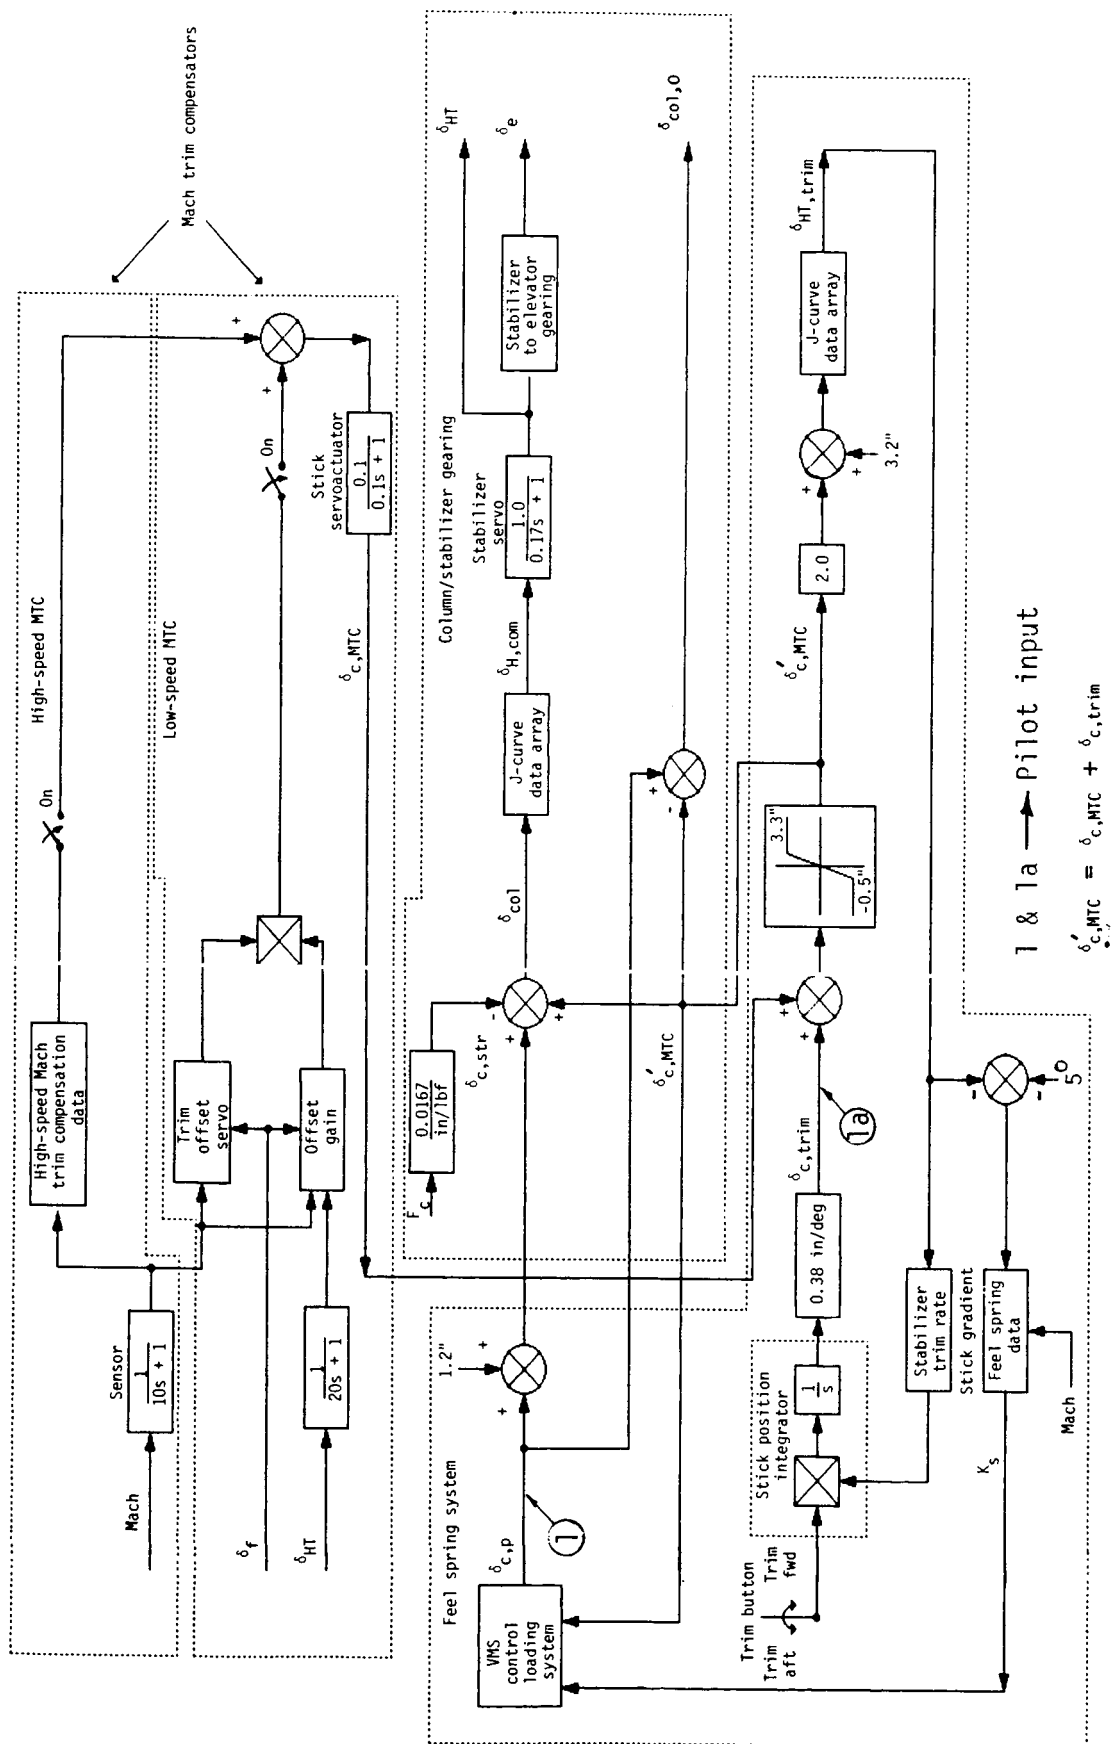 Mach trim compensators
High-speed MTC
On
High-speed Mach
trim compensation
data
Low-speed MTC
+
+
On
Stick
servoactuator
0.1
0.1s + 1
δc,MTC
Trim
offset
servo
Offset
gain
Sensor
1
10s + 1
1
20s + 1
Mach
δf
δHT
Column/stabilizer gearing
δHT
δe
δcol,0
Stabilizer
to elevator
gearing
Stabilizer
servo
1.0
0.17s + 1
δH,com
J-curve
data array
δcol
-
+
+
+
-
0.0167
in/lbf
Fc
δc,str
δ'c,MTC
Feel spring system
1.2"
+
+
δc,p
1
VMS
control
loading
system
δHT,trim
J-curve
data array
+
+
3.2"
2.0
δ'c,MTC
3.3"
-0.5"
+
+
δc,trim
1a
0.38 in/deg
Stick position
integrator
1
s
Trim button
Trim
aft
Trim
fwd
Stabilizer
trim rate
Stick gradient
Feel spring
data
Mach
Ks
-
-
5°
1 & 1a → Pilot input
δ'c,MTC = δc,MTC + δc,trim